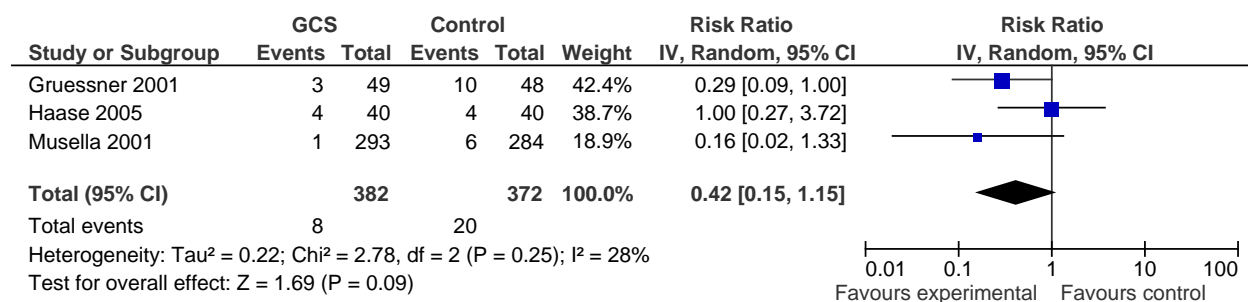 GCS Control Risk Ratio Risk Ratio
Study or Subgroup Events Total Events Total Weight IV, Random, 95% CI IV, Random, 95% CI
Gruessner 2001 3 49 10 48 42.4% 0.29 [0.09, 1.00]
Haase 2005 4 40 4 40 38.7% 1.00 [0.27, 3.72]
Musella 2001 1 293 6 284 18.9% 0.16 [0.02, 1.33]
Total (95% CI) 382 372 100.0% 0.42 [0.15, 1.15]
Total events 8 20
Heterogeneity: Tau² = 0.22; Chi² = 2.78, df = 2 (P = 0.25); I² = 28%
Test for overall effect: Z = 1.69 (P = 0.09)
0.01 0.1 1 10 100
Favours experimental Favours control